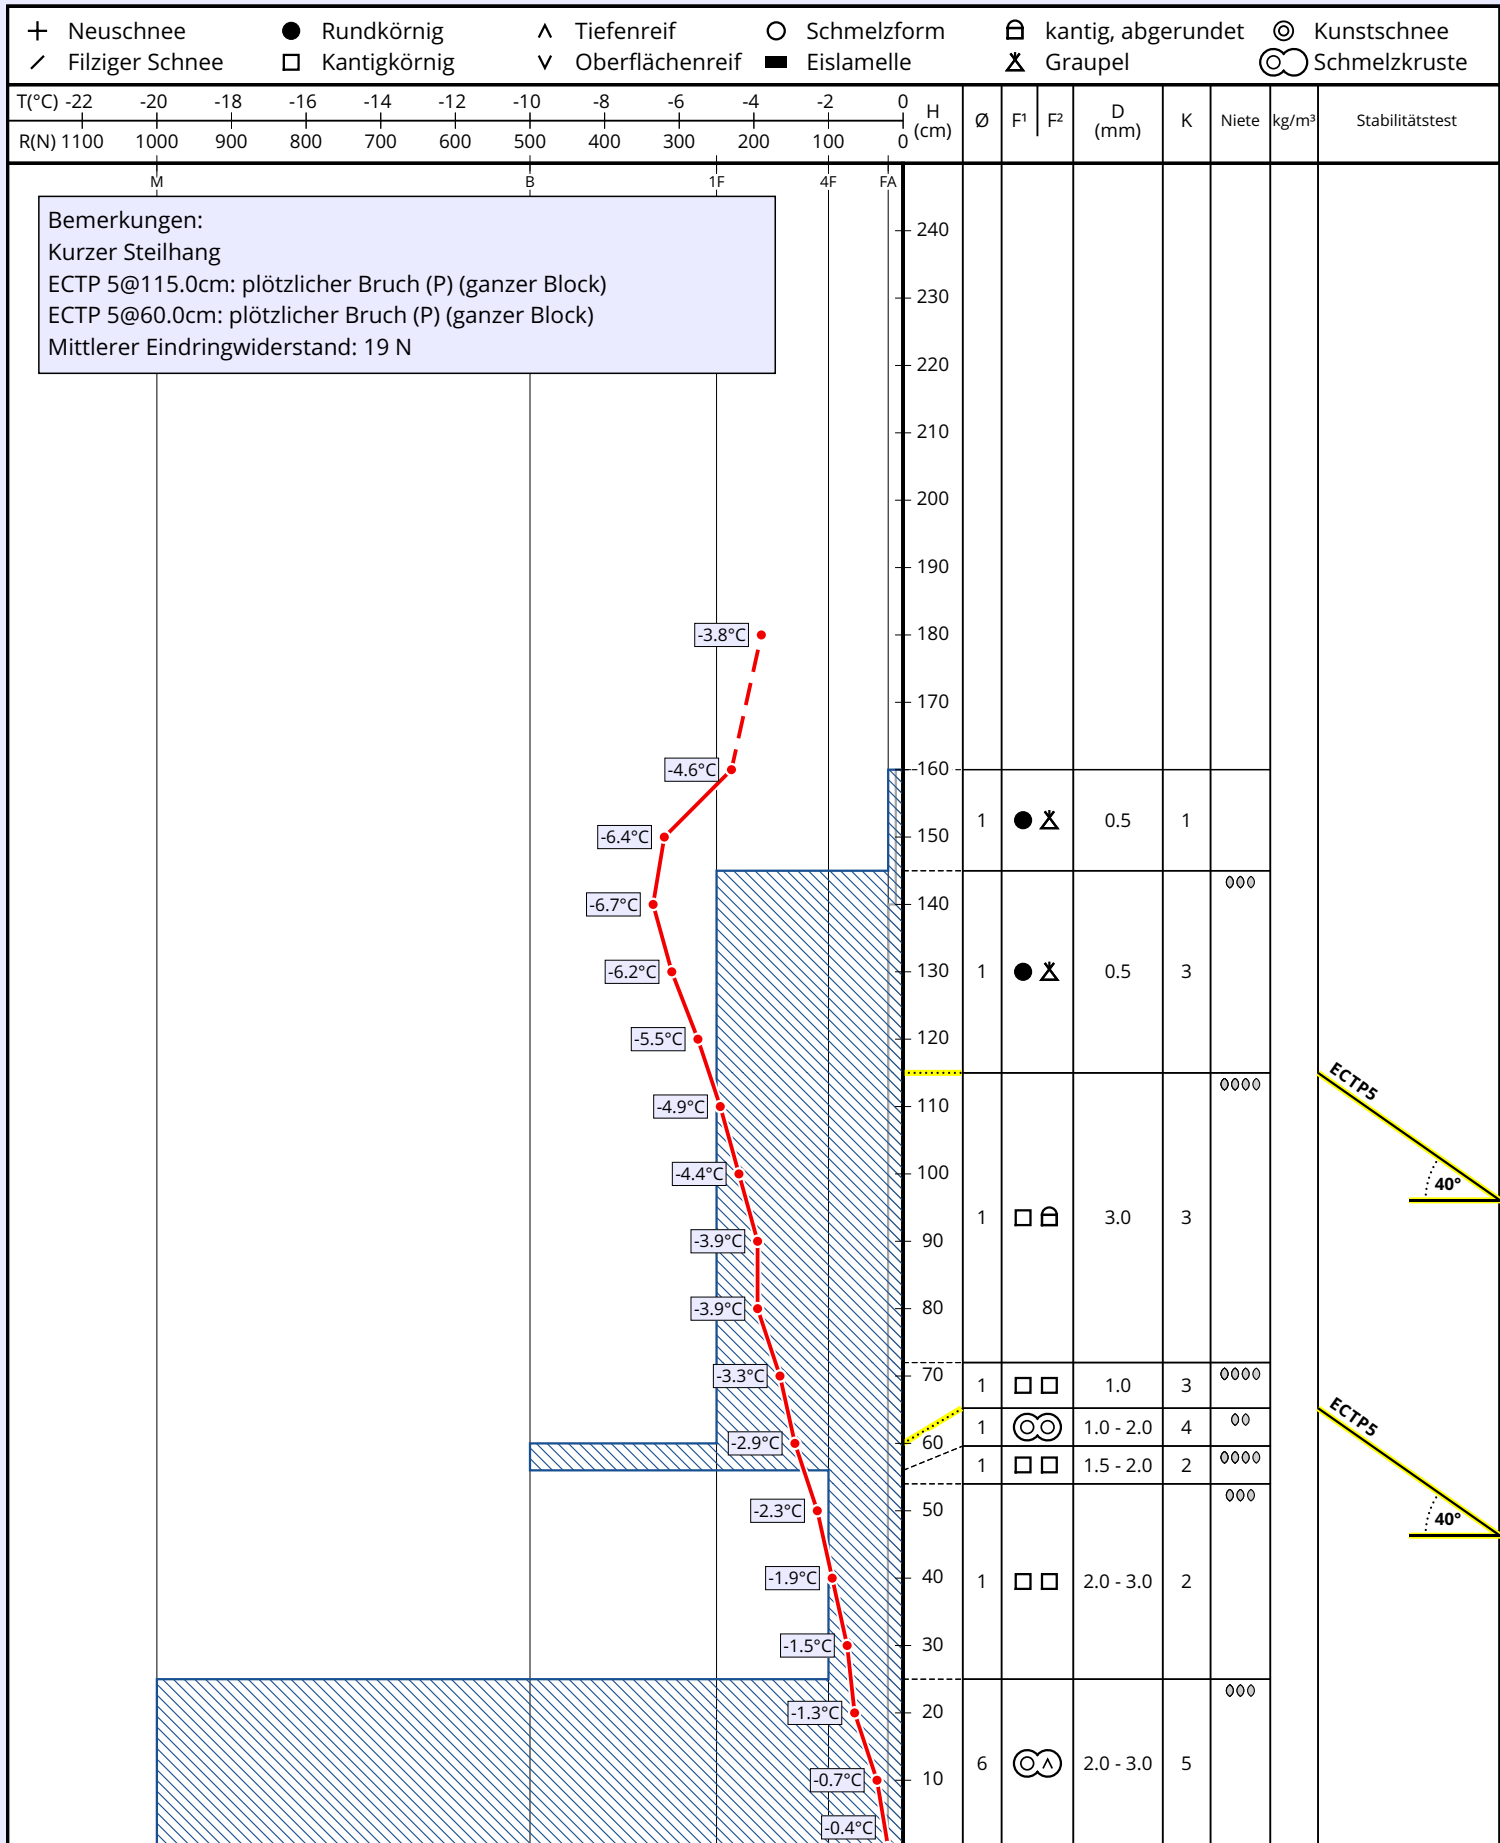 Neuschnee Rundkörnig Tiefenreif Schmelzform kantig, abgerundet Kunstschnee
Filziger Schnee Kantigkörnig Oberflächenreif Eislamelle Graupel Schmelzkruste
T(°C) -22 -20 -18 -16 -14 -12 -10 -8 -6 -4 -2 0
R(N) 1100 1000 900 800 700 600 500 400 300 200 100 0
H (cm) Ø F¹ F² D (mm) K Niete kg/m³ Stabilitätstest
M B 1F 4F FA
Bemerkungen:
Kurzer Steilhang
ECTP 5@115.0cm: plötzlicher Bruch (P) (ganzer Block)
ECTP 5@60.0cm: plötzlicher Bruch (P) (ganzer Block)
Mittlerer Eindringwiderstand: 19 N
240
230
220
210
200
190
-3.8°C 180
170
-4.6°C 160
1 0.5 1
-6.4°C 150
-6.7°C 140
-6.2°C 130 1 0.5 3
-5.5°C 120
ECTP5
-4.9°C 110
-4.4°C 100
40°
1 3.0 3
-3.9°C 90
-3.9°C 80
-3.3°C 70
1 1.0 3
ECTP5
1 1.0 - 2.0 4
-2.9°C 60
1 1.5 - 2.0 2
-2.3°C 50
40°
-1.9°C 40 1 2.0 - 3.0 2
-1.5°C 30
-1.3°C 20
6 2.0 - 3.0 5
-0.7°C 10
-0.4°C